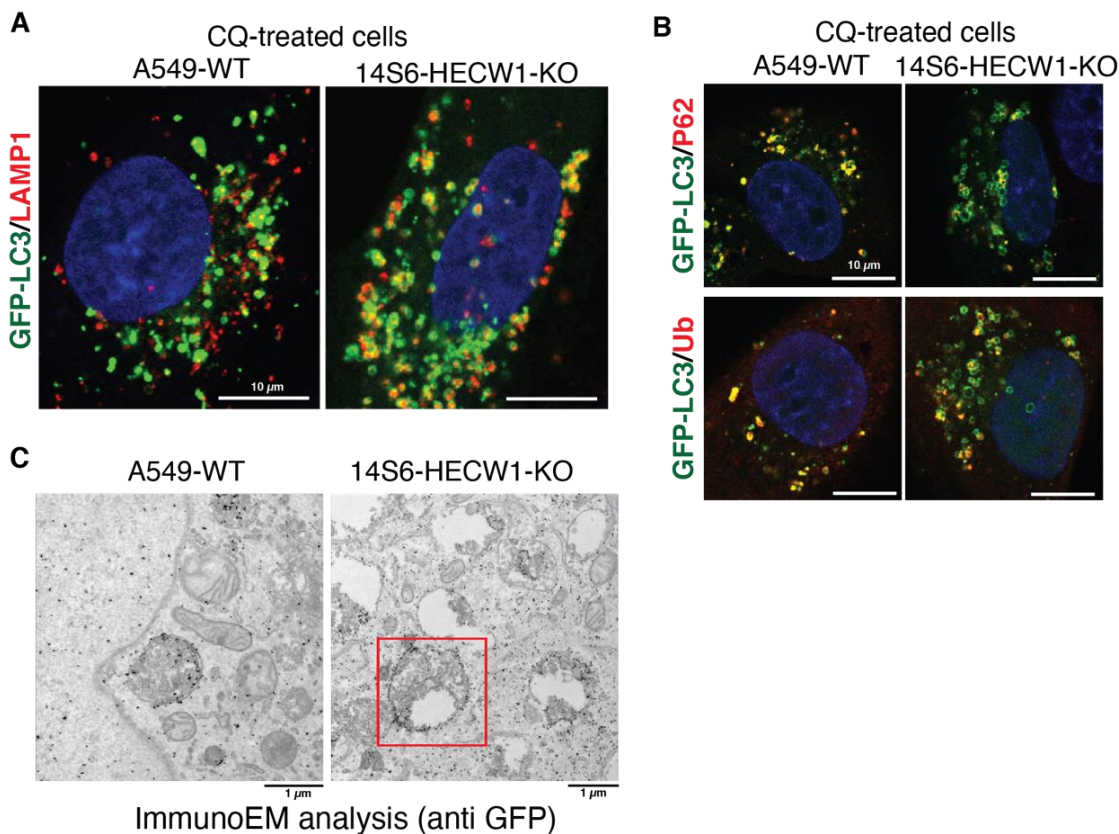 A
CQ-treated cells
A549-WT 14S6-HECW1-KO
GFP-LC3/LAMP1
10 µm
B
CQ-treated cells
A549-WT 14S6-HECW1-KO
GFP-LC3/P62
10 µm
GFP-LC3/Ub
C
A549-WT 14S6-HECW1-KO
1 µm 1 µm
ImmunoEM analysis (anti GFP)